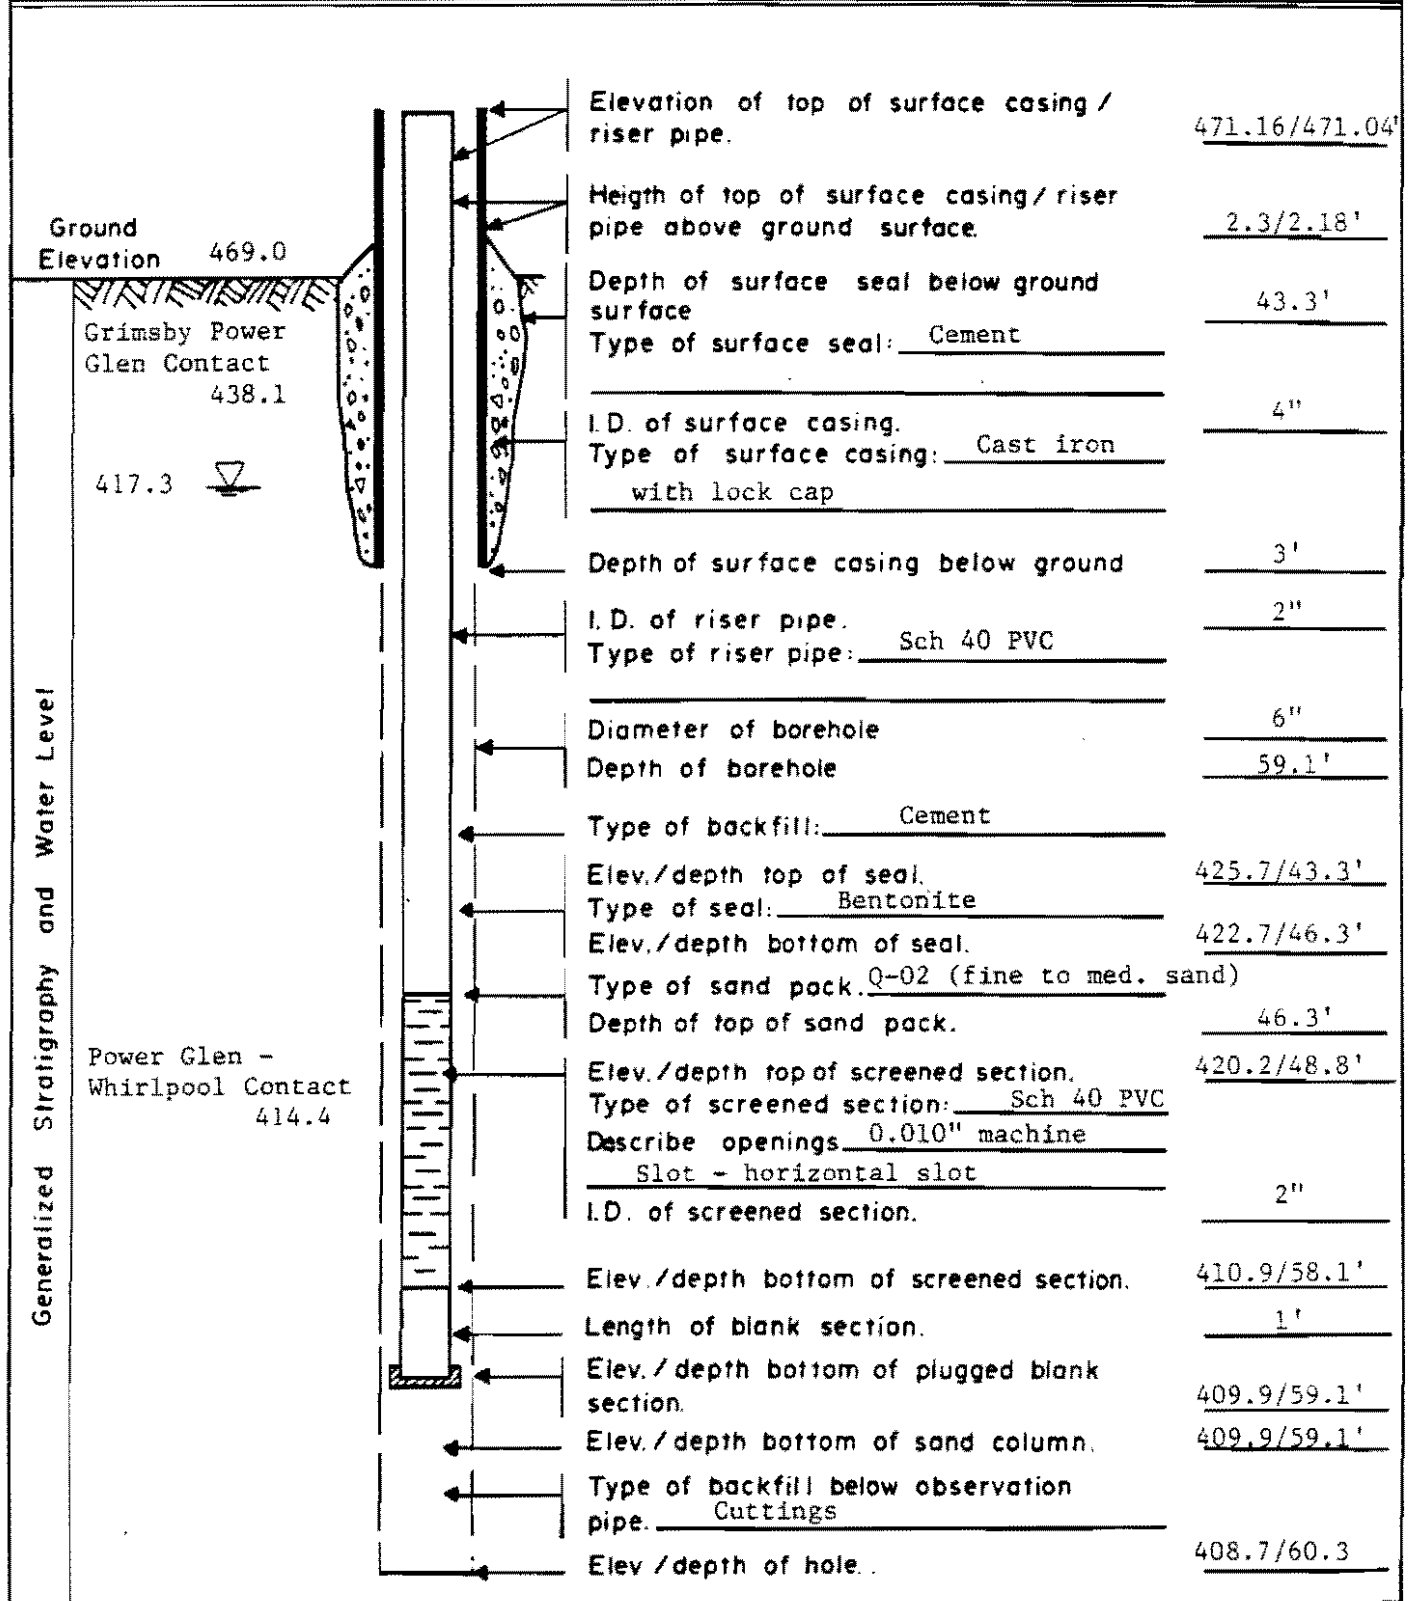 Elevation of top of surface casing /
riser pipe. 471.16/471.04'
Heigth of top of surface casing / riser
pipe above ground surface. 2.3/2.18'
Ground
Elevation 469.0
Depth of surface seal below ground
surface 43.3'
Type of surface seal: Cement
Grimsby Power
Glen Contact
438.1
I.D. of surface casing. 4"
Type of surface casing: Cast iron
with lock cap
417.3
Depth of surface casing below ground 3'
I.D. of riser pipe. 2"
Type of riser pipe: Sch 40 PVC
Diameter of borehole 6"
Depth of borehole 59.1'
Type of backfill: Cement
Elev./depth top of seal. 425.7/43.3'
Type of seal: Bentonite
Elev./depth bottom of seal. 422.7/46.3'
Type of sand pack. Q-02 (fine to med. sand)
Depth of top of sand pack. 46.3'
Power Glen -
Whirlpool Contact
414.4
Elev./depth top of screened section. 420.2/48.8'
Type of screened section: Sch 40 PVC
Describe openings 0.010" machine
Slot - horizontal slot
I.D. of screened section. 2"
Elev./depth bottom of screened section. 410.9/58.1'
Length of blank section. 1'
Elev./depth bottom of plugged blank
section. 409.9/59.1'
Elev./depth bottom of sand column. 409.9/59.1'
Type of backfill below observation
pipe. Cuttings
Elev/depth of hole.. 408.7/60.3
Generalized Stratigraphy and Water Level